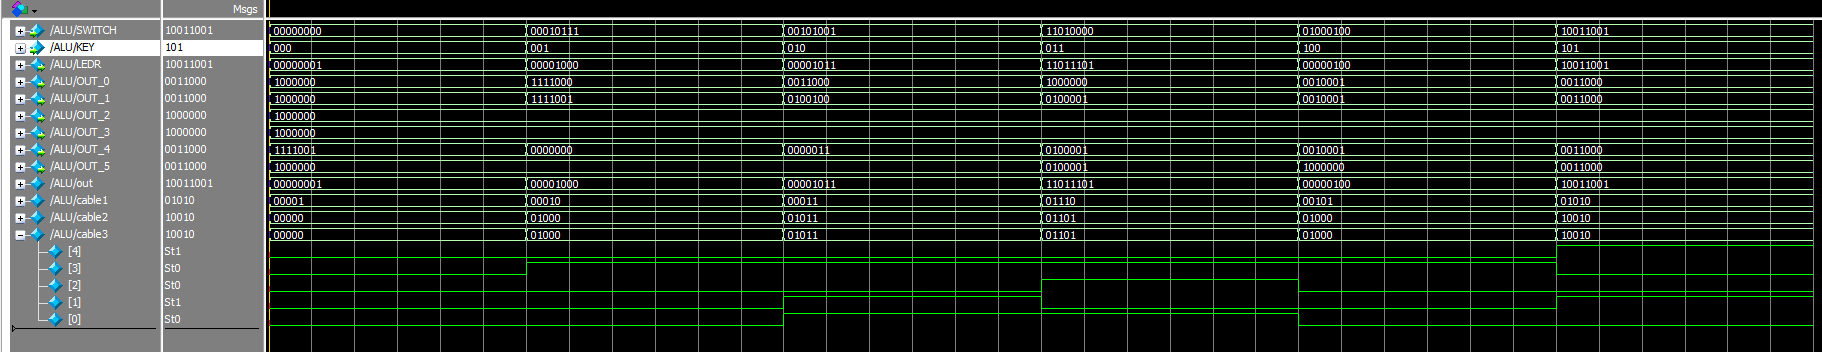 Msgs
/ALU/SWITCH 10011001 00000000 00010111 00101001 11010000 01000100 10011001
/ALU/KEY 101 000 001 010 011 100 101
/ALU/LEDR 10011001 00000001 00001000 00001011 11011101 00000100 10011001
/ALU/OUT_0 0011000 1000000 1111000 0011000 1000000 0010001 0011000
/ALU/OUT_1 0011000 1000000 1111001 0100100 0100001 0010001 0011000
/ALU/OUT_2 1000000 1000000
/ALU/OUT_3 1000000 1000000
/ALU/OUT_4 0011000 1111001 0000000 0000011 0100001 0010001 0011000
/ALU/OUT_5 0011000 1000000 0100001 1000000 0011000
/ALU/out 10011001 00000001 00001000 00001011 11011101 00000100 10011001
/ALU/cable1 01010 00001 00010 00011 01110 00101 01010
/ALU/cable2 10010 00000 01000 01011 01101 01000 10010
/ALU/cable3 10010 00000 01000 01011 01101 01000 10010
[4] St1
[3] St0
[2] St0
[1] St1
[0] St0